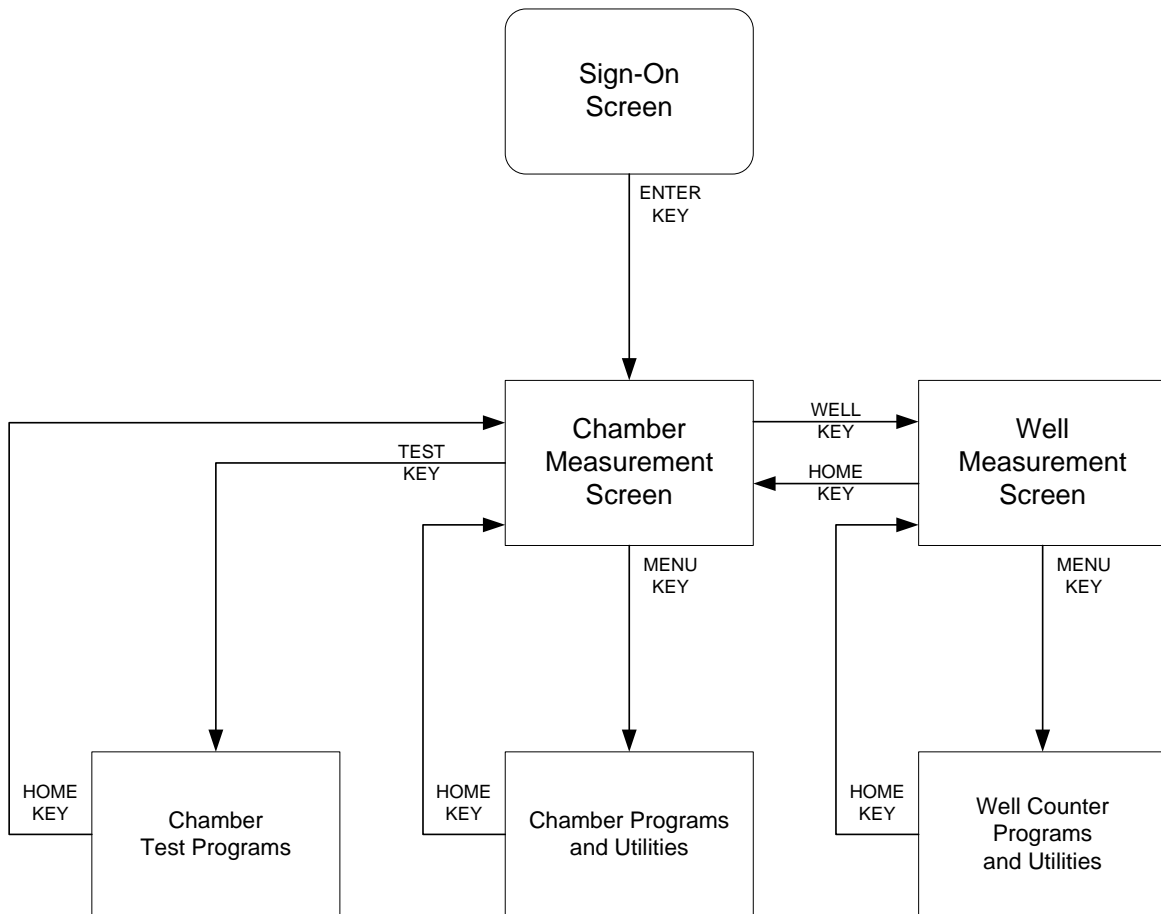 Sign-On
Screen
ENTER
KEY
Chamber
Measurement
Screen
WELL
KEY
HOME
KEY
Well
Measurement
Screen
TEST
KEY
MENU
KEY
MENU
KEY
HOME
KEY
Chamber
Test Programs
HOME
KEY
Chamber Programs
and Utilities
HOME
KEY
Well Counter
Programs
and Utilities